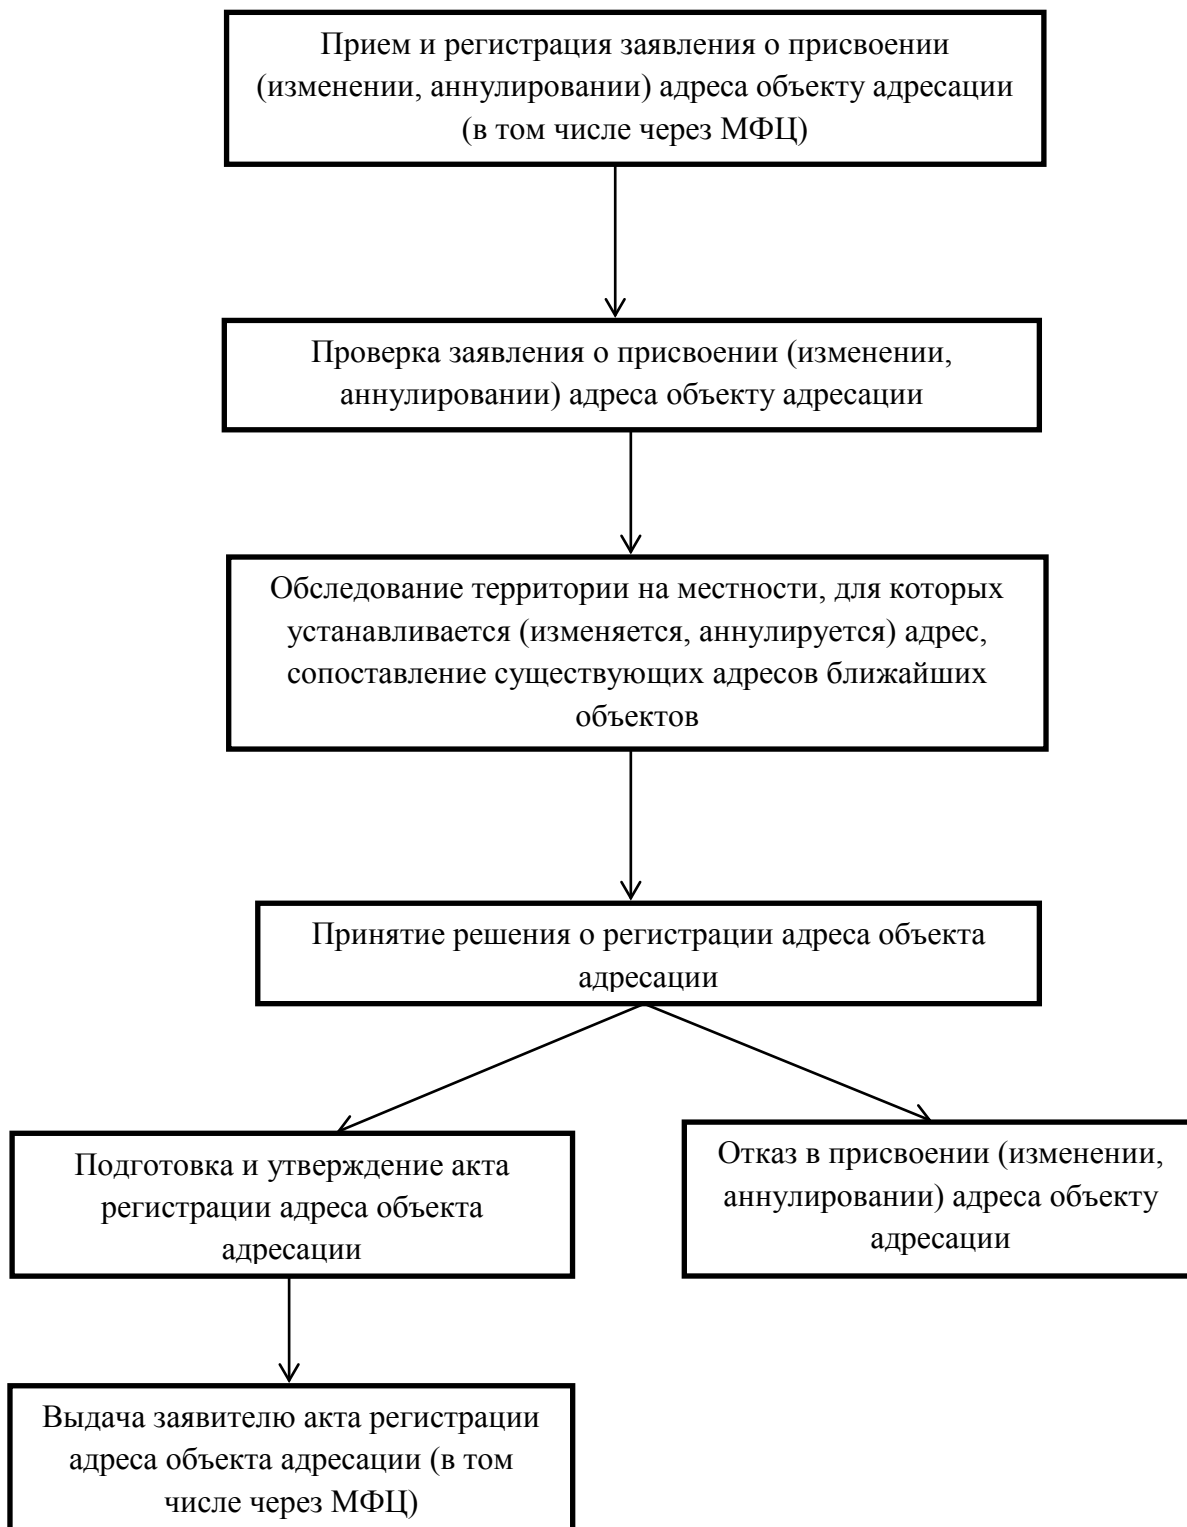 Прием и регистрация заявления о присвоении
(изменении, аннулировании) адреса объекту адресации
(в том числе через МФЦ)
Проверка заявления о присвоении (изменении,
аннулировании) адреса объекту адресации
Обследование территории на местности, для которых
устанавливается (изменяется, аннулируется) адрес,
сопоставление существующих адресов ближайших
объектов
Принятие решения о регистрации адреса объекта
адресации
Подготовка и утверждение акта
регистрации адреса объекта
адресации
Отказ в присвоении (изменении,
аннулировании) адреса объекту
адресации
Выдача заявителю акта регистрации
адреса объекта адресации (в том
числе через МФЦ)